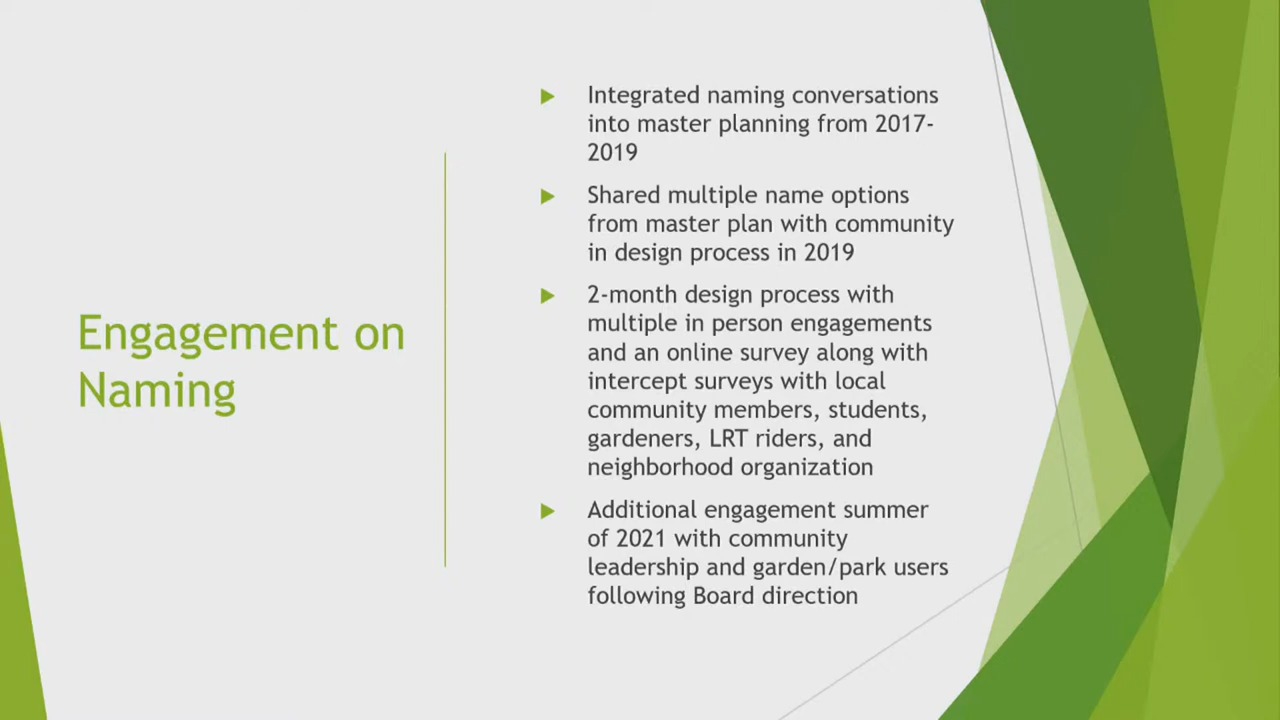 Engagement on
Naming
Integrated naming conversations
into master planning from 2017-
2019
Shared multiple name options
from master plan with community
in design process in 2019
2-month design process with
multiple in person engagements
and an online survey along with
intercept surveys with local
community members, students,
gardeners, LRT riders, and
neighborhood organization
Additional engagement summer
of 2021 with community
leadership and garden/park users
following Board direction